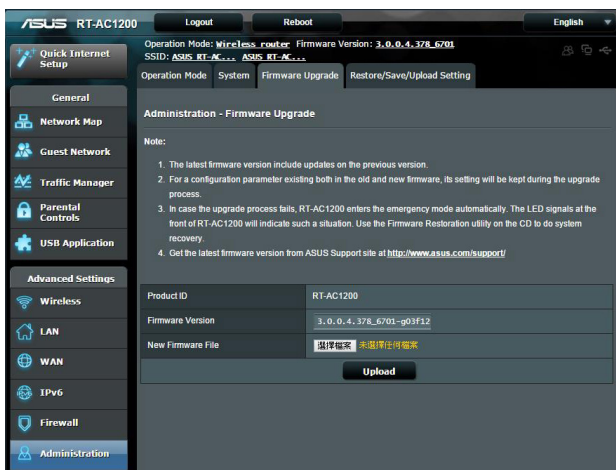 ASUS RT-AC1200
Logout
Reboot
English
Quick Internet
Setup
General
Network Map
Guest Network
Traffic Manager
Parental
Controls
USB Application
Advanced Settings
Wireless
LAN
WAN
IPv6
Firewall
Administration
Operation Mode: Wireless router Firmware Version: 3.0.0.4.378_6701
SSID: ASUS RT-AC... ASUS RT-AC...
Operation Mode
System
Firmware Upgrade
Restore/Save/Upload Setting
Administration - Firmware Upgrade
Note:
1. The latest firmware version include updates on the previous version.
2. For a configuration parameter existing both in the old and new firmware, its setting will be kept during the upgrade
process.
3. In case the upgrade process fails, RT-AC1200 enters the emergency mode automatically. The LED signals at the
front of RT-AC1200 will indicate such a situation. Use the Firmware Restoration utility on the CD to do system
recovery.
4. Get the latest firmware version from ASUS Support site at http://www.asus.com/support/
Product ID
RT-AC1200
Firmware Version
3.0.0.4.378_6701-g03f12
New Firmware File
選擇檔案 未選擇任何檔案
Upload